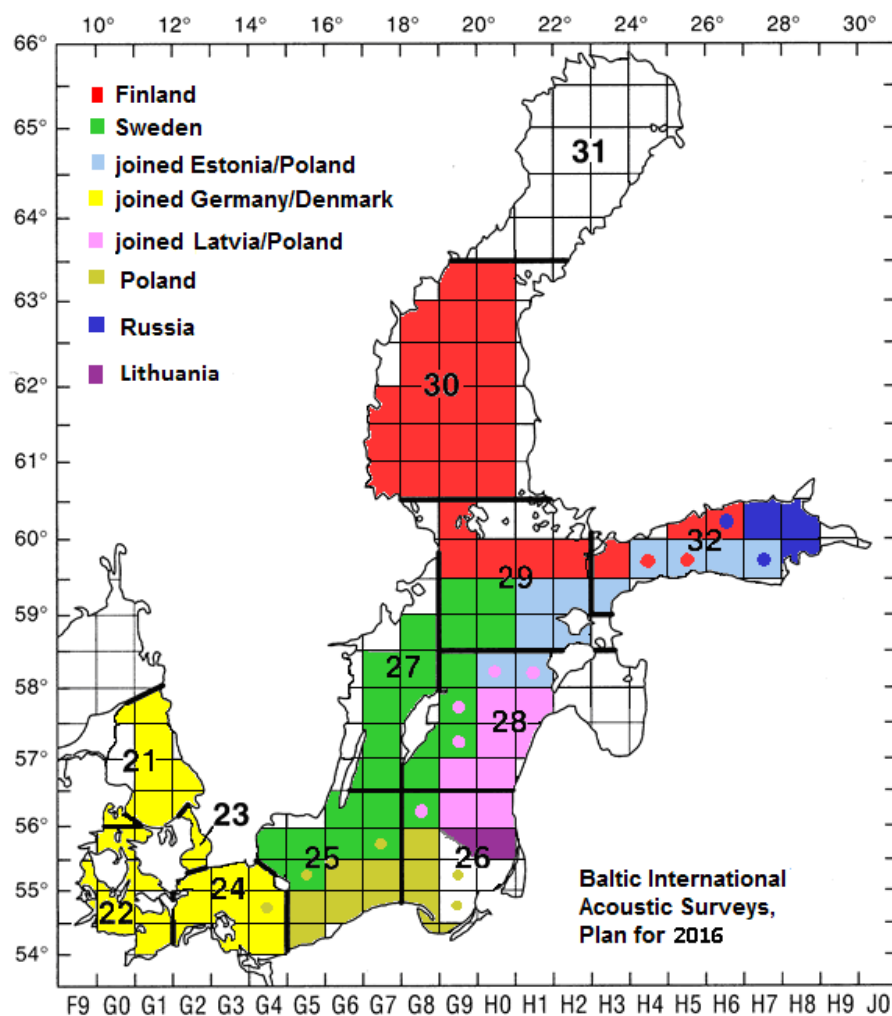 10° 12° 14° 16° 18° 20° 22° 24° 26° 28° 30°
66°
Finland
Sweden
65°
31
joined Estonia/Poland
joined Germany/Denmark
64°
joined Latvia/Poland
Poland
63°
Russia
Lithuania
30
62°
61°
60°
32
29
59°
27
58°
28
21
57°
23
56°
25
26
55°
24
22
54°
Baltic International
Acoustic Surveys,
Plan for 2016
F9 G0 G1 G2 G3 G4 G5 G6 G7 G8 G9 H0 H1 H2 H3 H4 H5 H6 H7 H8 H9 J0